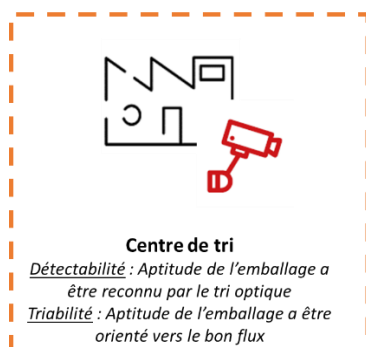 Centre de tri
Détectabilité : Aptitude de l'emballage a
être reconnu par le tri optique
Triabilité : Aptitude de l'emballage a être
orienté vers le bon flux